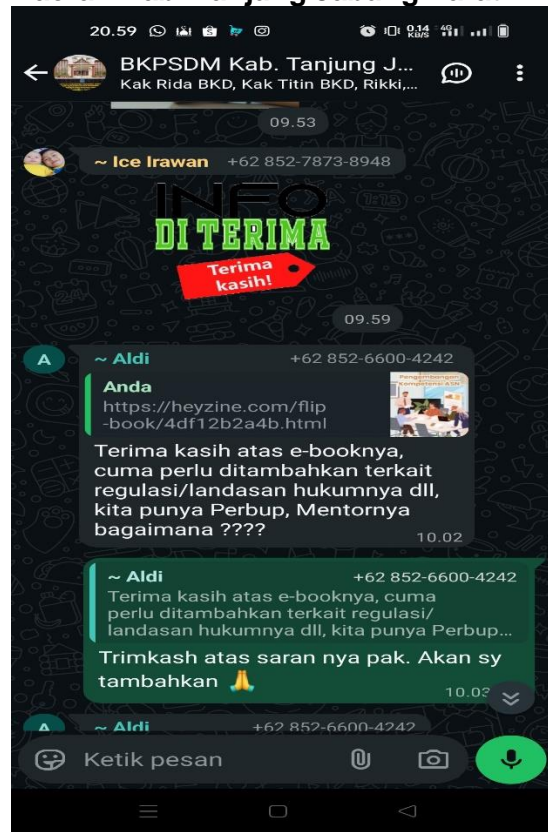 20.59
0.14
KB/S
4G
BKPSDM Kab. Tanjung J...
Kak Rida BKD, Kak Titin BKD, Rikki,...
09.53
~ Ice Irawan +62 852-7873-8948
INFO
DI TERIMA
Terima
kasih!
09.59
A
~ Aldi +62 852-6600-4242
Anda
https://heyzine.com/flip
-book/4df12b2a4b.html
Pengembangan
Kompetensi ASN
Terima kasih atas e-booknya,
cuma perlu ditambahkan terkait
regulasi/landasan hukumnya dll,
kita punya Perbup, Mentornya
bagaimana ????
10.02
~ Aldi +62 852-6600-4242
Terima kasih atas e-booknya, cuma
perlu ditambahkan terkait regulasi/
landasan hukumnya dll, kita punya Perbup...
Trimkash atas saran nya pak. Akan sy
tambahkan 🙏
10.03
A
~ Aldi +62 852-6600-4242
Ketik pesan